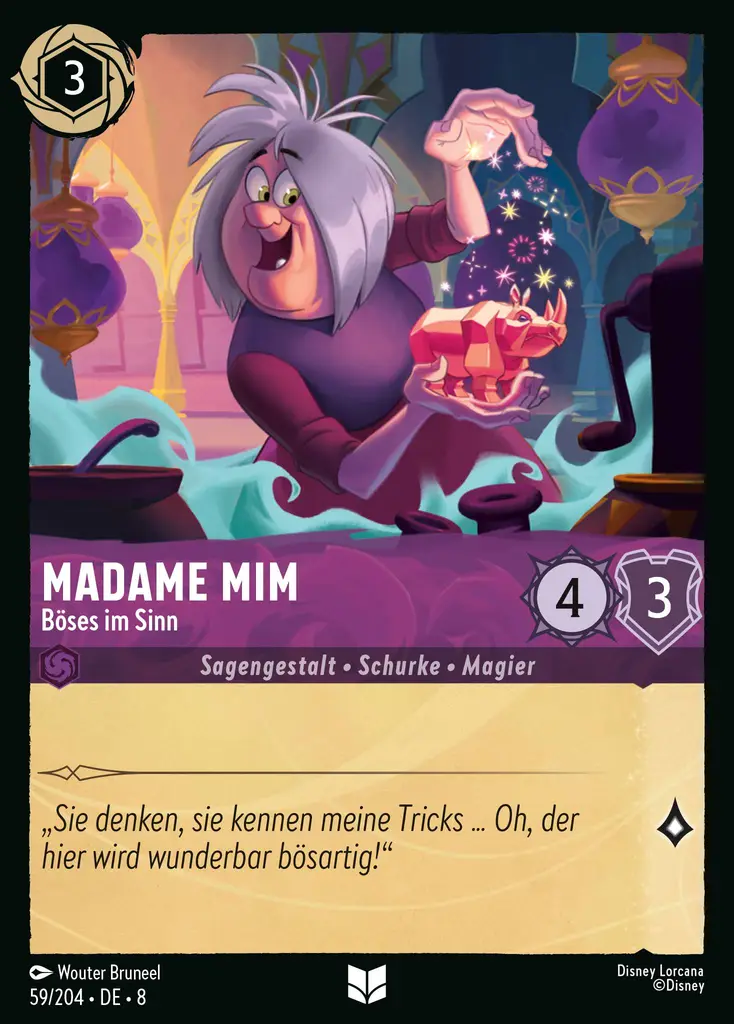 3
MADAME MIM
Böses im Sinn
4
3
Sagengestalt • Schurke • Magier
„Sie denken, sie kennen meine Tricks ... Oh, der
hier wird wunderbar bösartig!“
Wouter Bruneel
59/204 • DE • 8
Disney Lorcana
©Disney